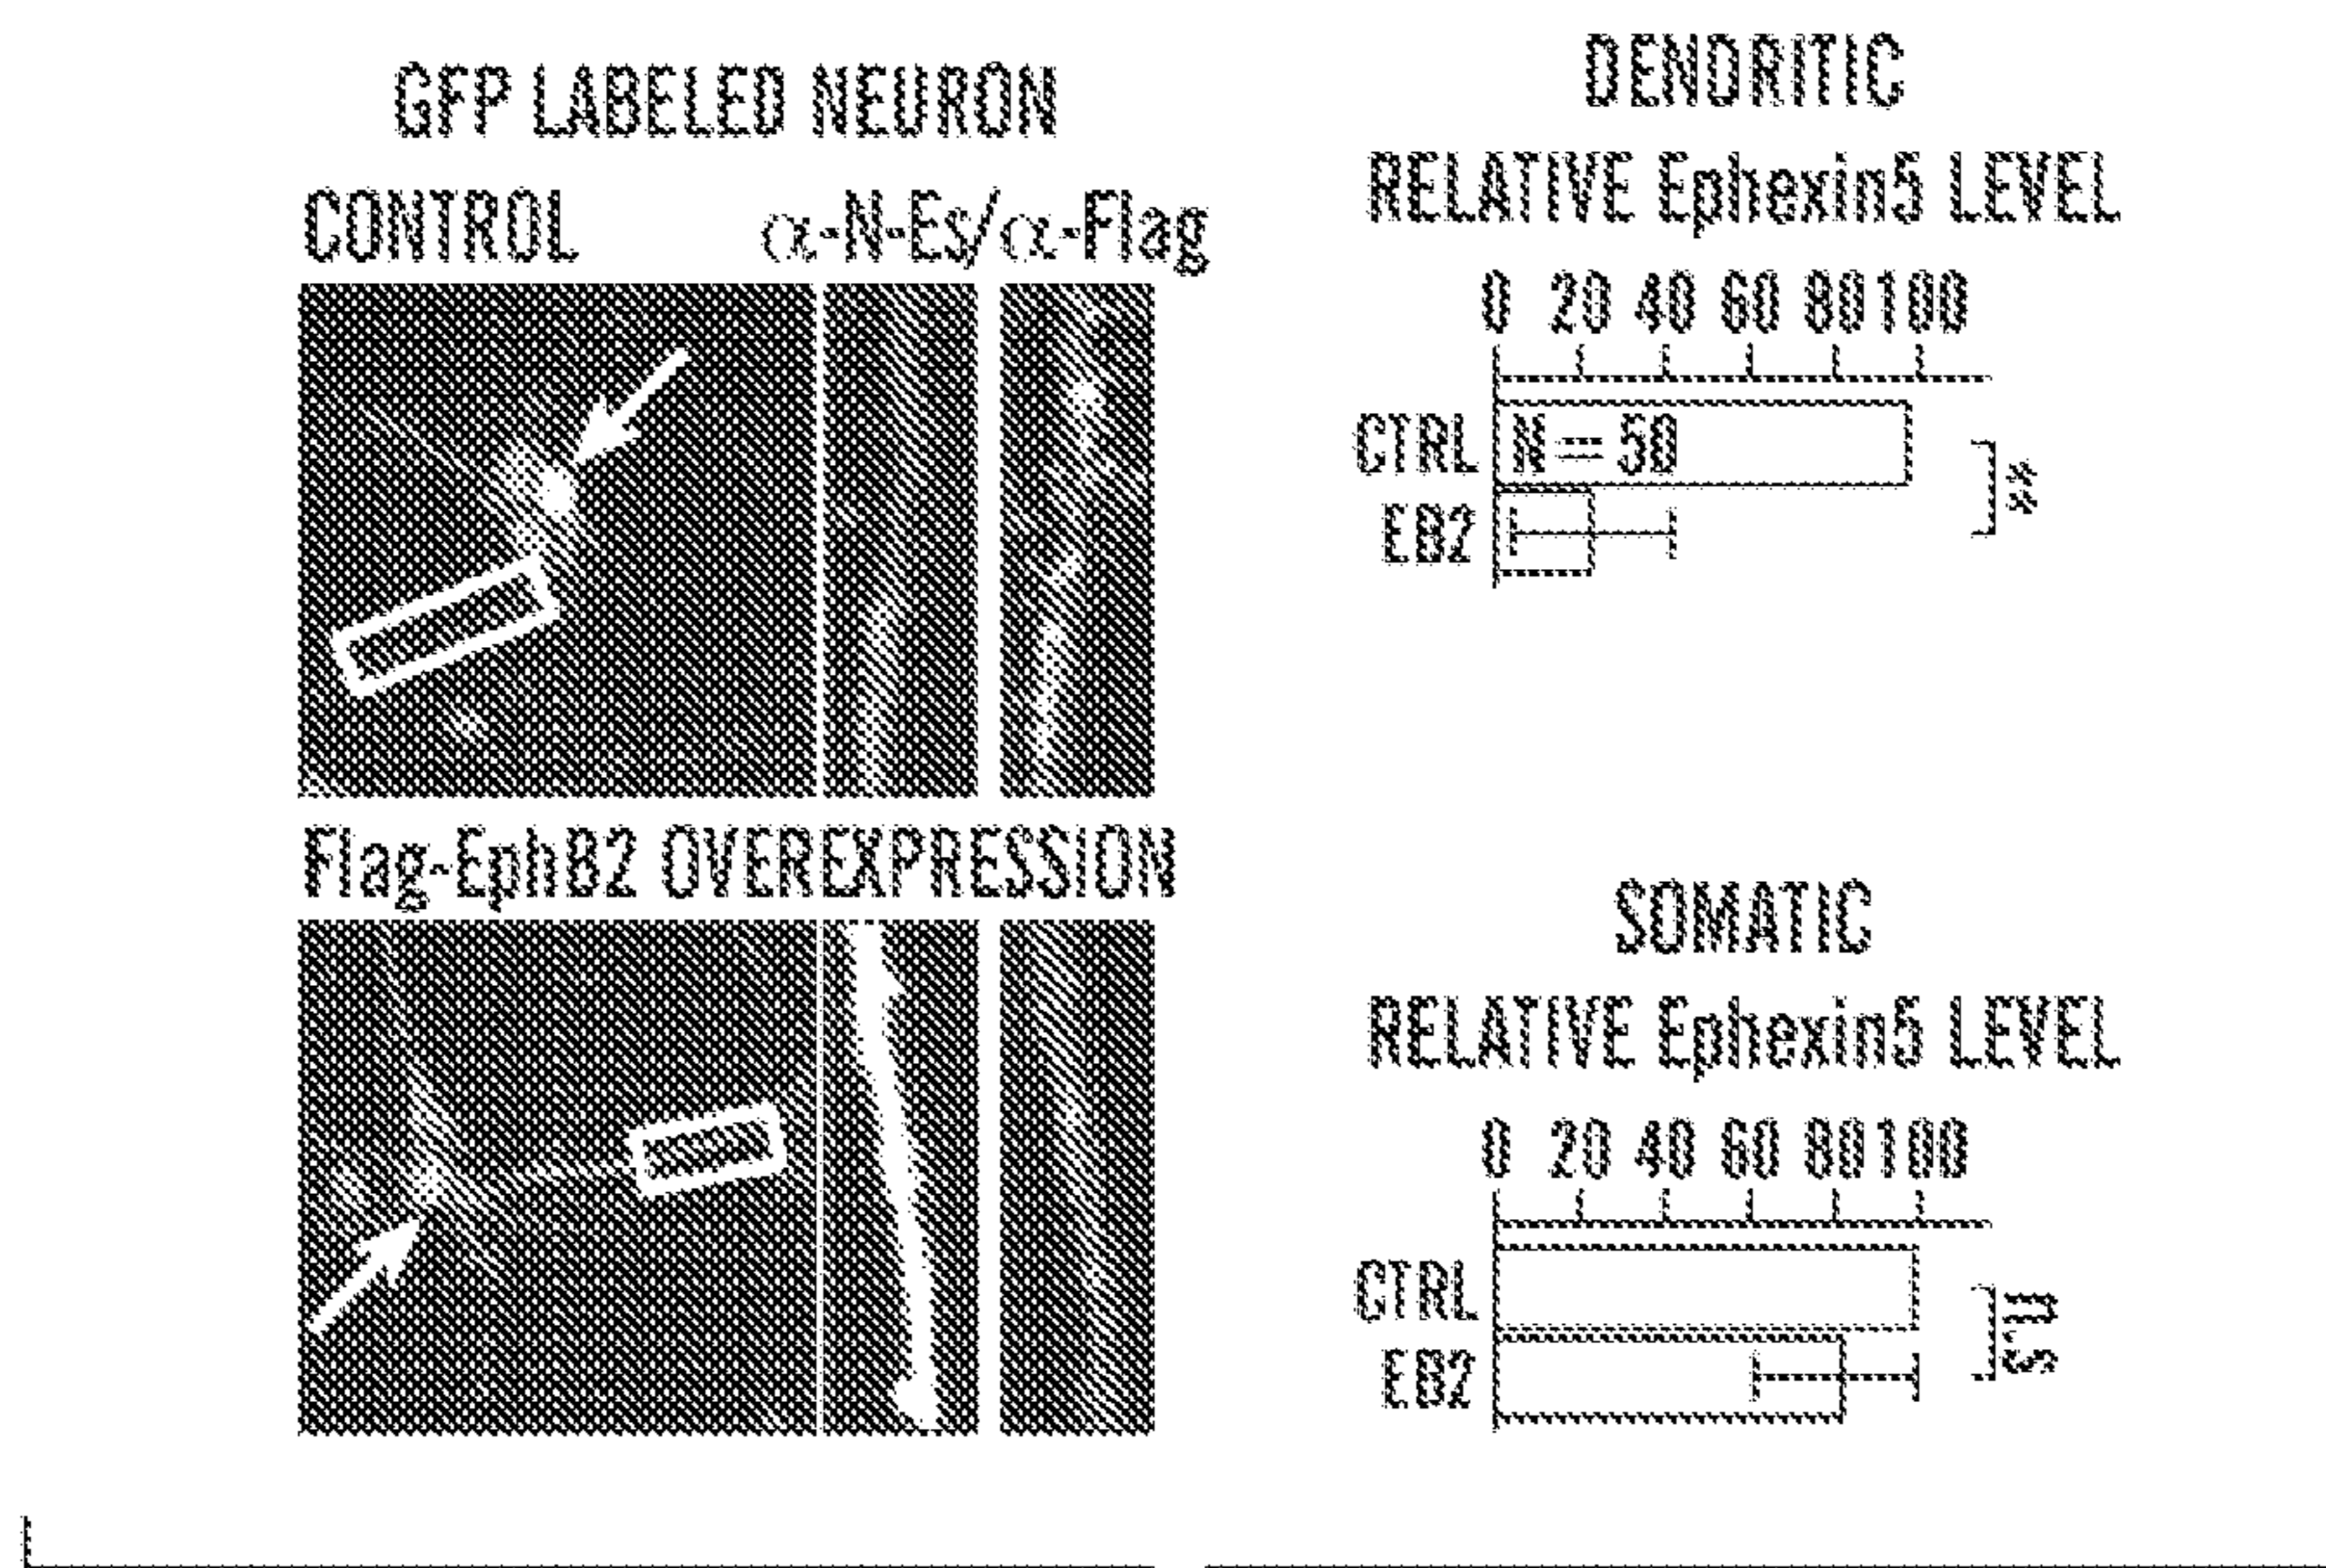 GFP LABELED NEURON
CONTROL α-N-Es/α-Flag
Flag-EphB2 OVEREXPRESSION
DENDRITIC
RELATIVE Ephexin5 LEVEL
0 20 40 60 80 100
CTRL N = 50
EB2
**
SOMATIC
RELATIVE Ephexin5 LEVEL
0 20 40 60 80 100
CTRL
EB2
n.s